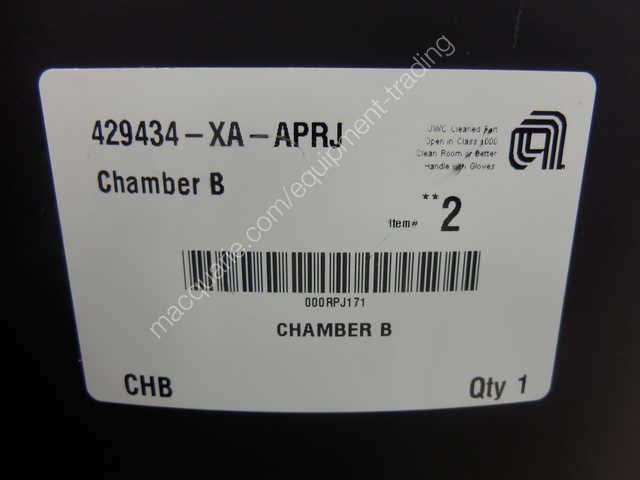 429434-XA-APRJ
UWC Cleaned Part
Open in Class 1000
Clean Room or Better
Handle with Gloves
Chamber B
Item# **2
000RPJ171
CHAMBER B
CHB
Qty 1
macquarie.com/equipment-trading